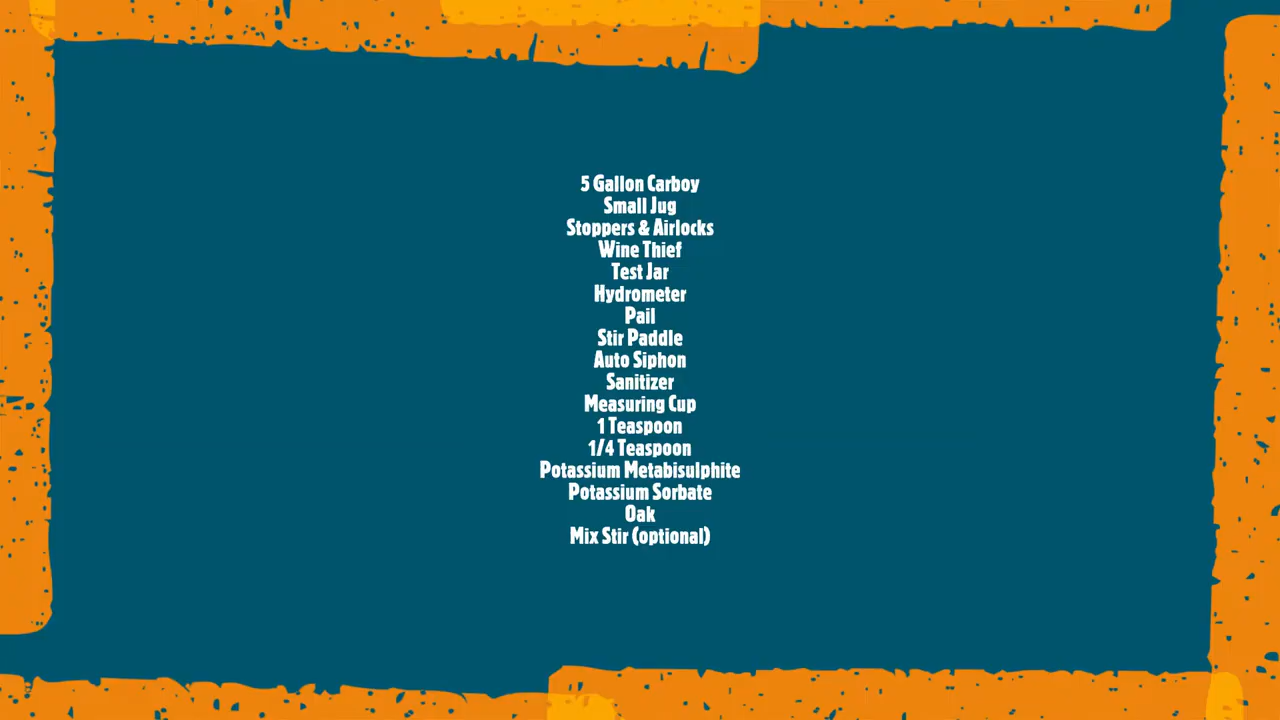 5 Gallon Carboy
Small Jug
Stoppers & Airlocks
Wine Thief
Test Jar
Hydrometer
Pail
Stir Paddle
Auto Siphon
Sanitizer
Measuring Cup
1 Teaspoon
1/4 Teaspoon
Potassium Metabisulphite
Potassium Sorbate
Oak
Mix Stir (optional)